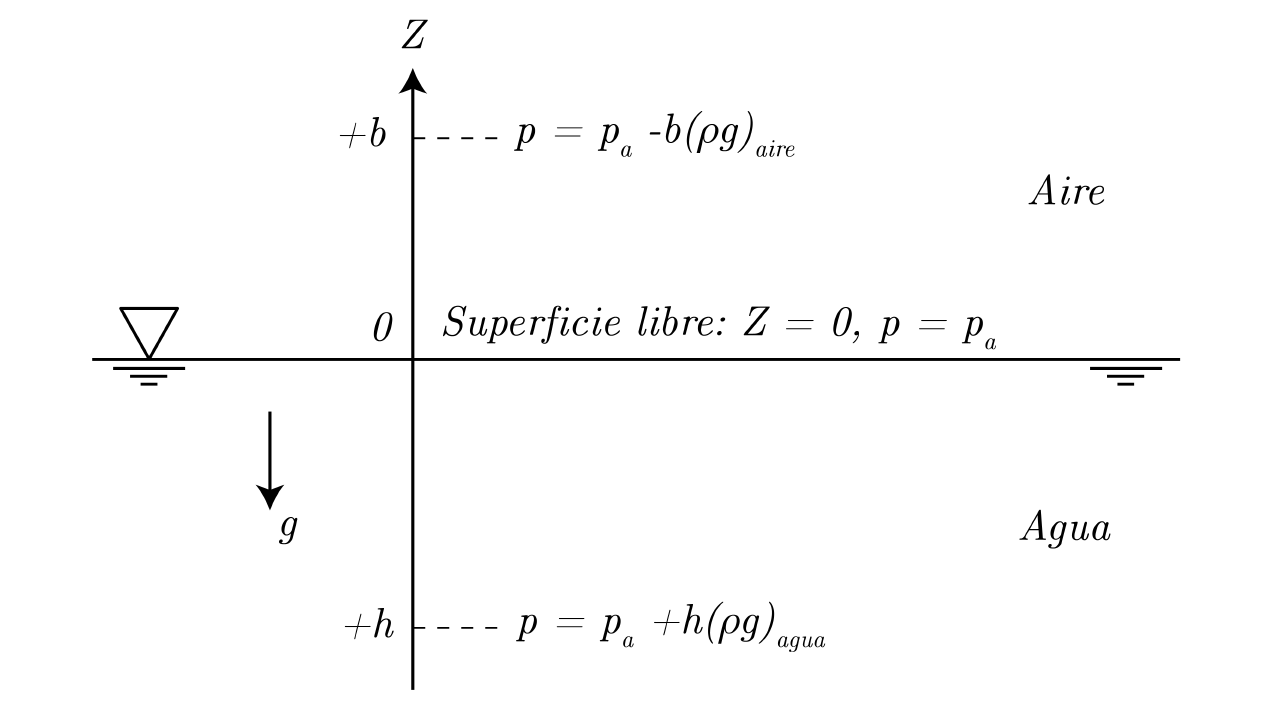 Z
+b
p = pₐ -b(ρg)aire
Aire
0
Superficie libre: Z = 0, p = pₐ
g
Agua
+h
p = pₐ +h(ρg)agua